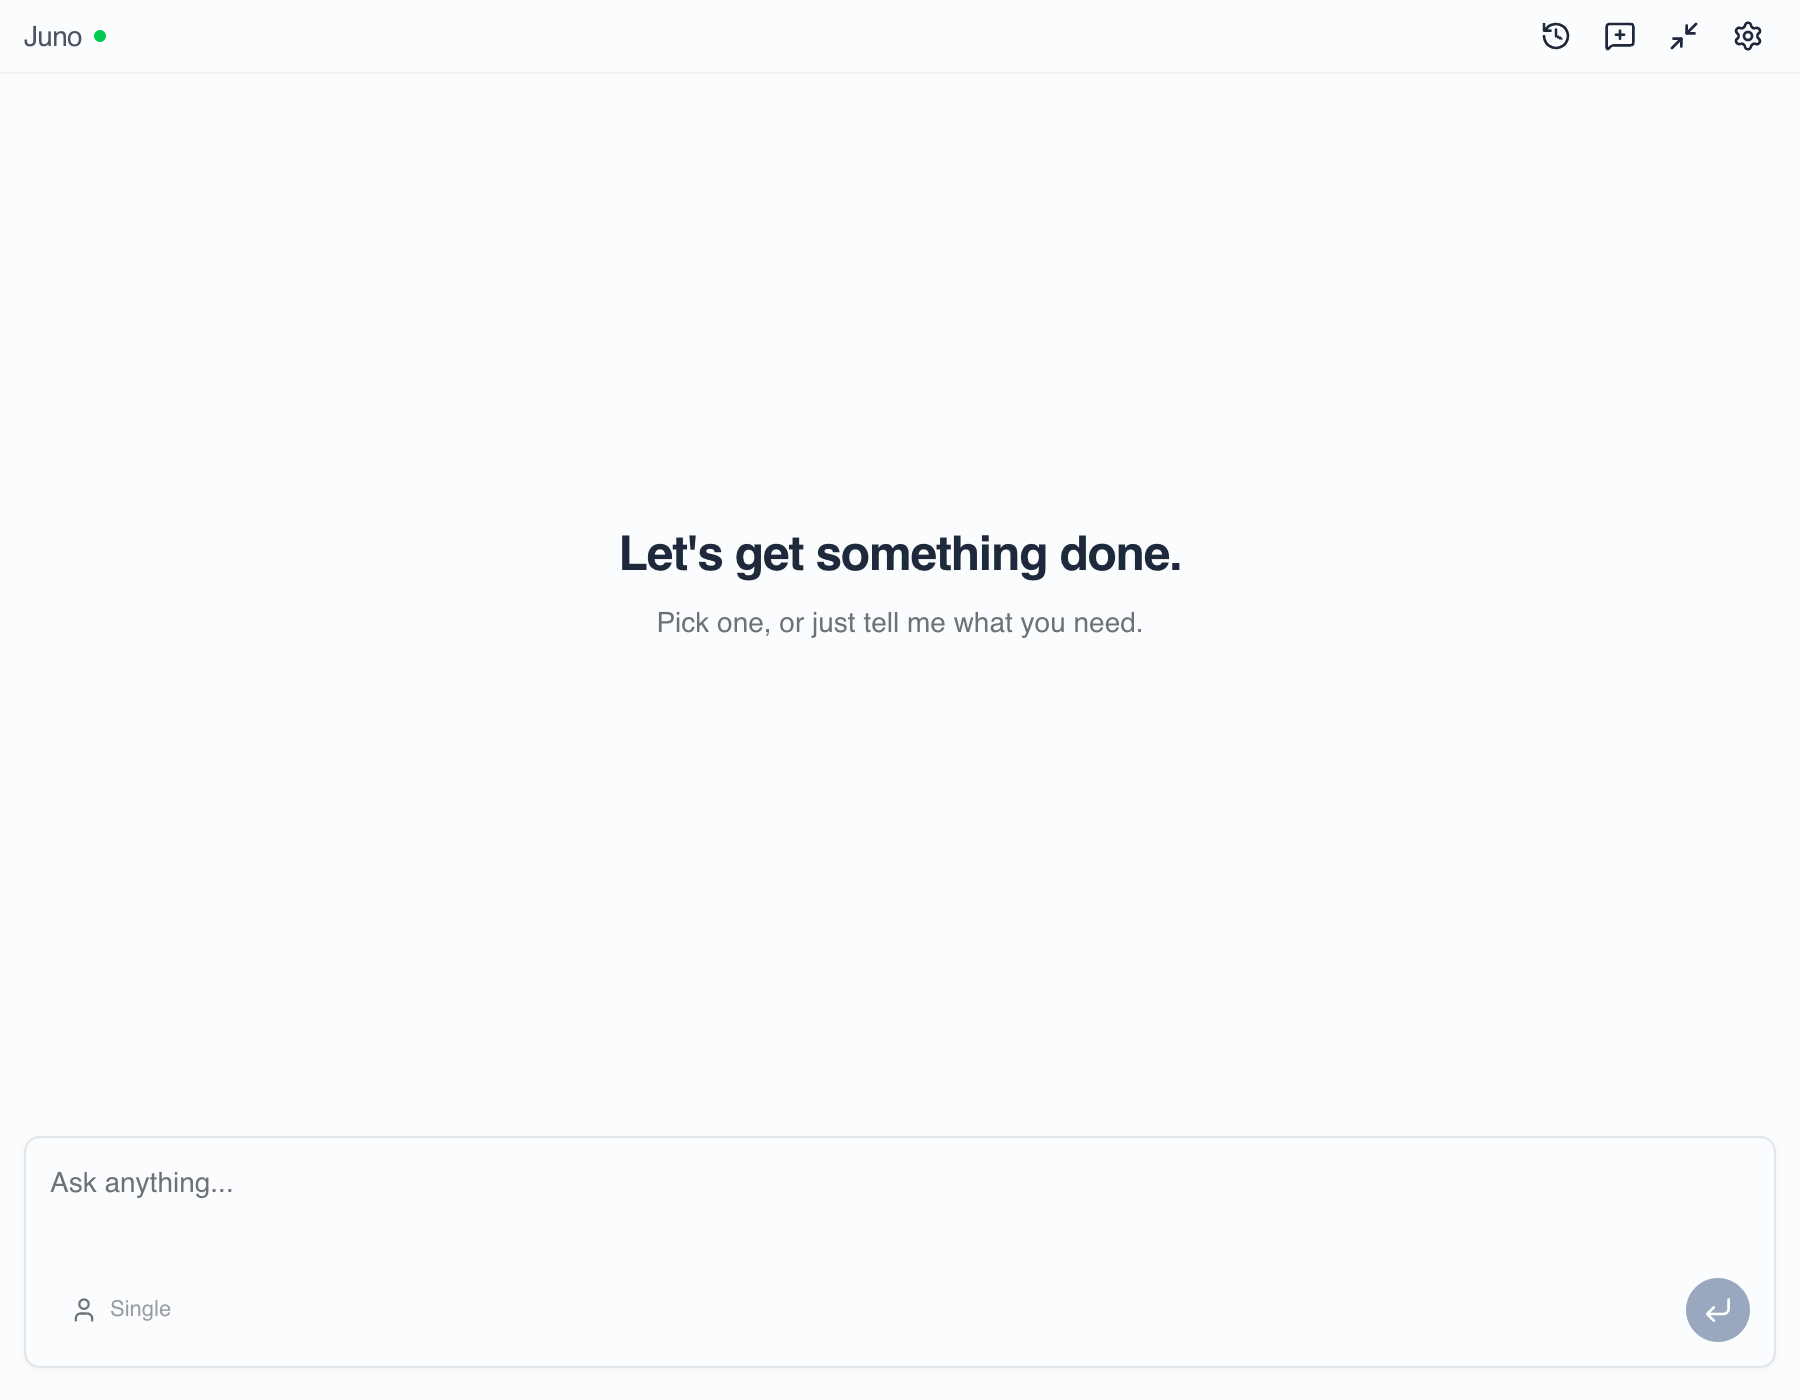 Juno
Let's get something done.
Pick one, or just tell me what you need.
Ask anything...
Single